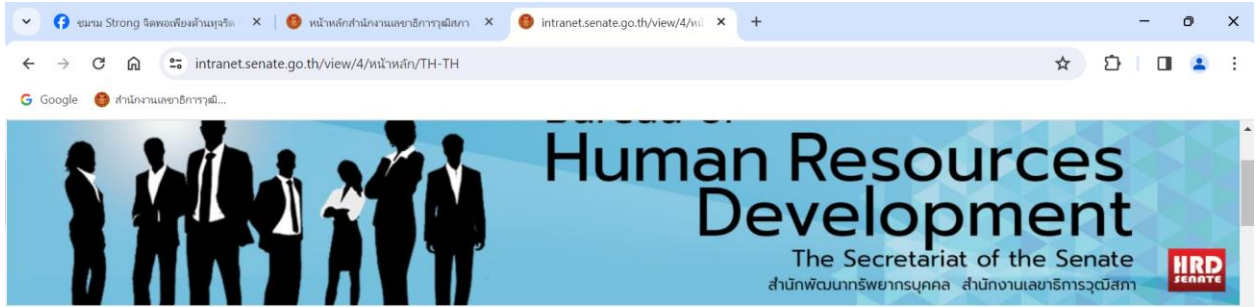 ชมรม Strong จิตพอเพียงต้านทุจริต
หน้าหลักสำนักงานเลขาธิการวุฒิสภา
intranet.senate.go.th/view/4/หน้
intranet.senate.go.th/view/4/หน้าหลัก/TH-TH
Google
สำนักงานเลขาธิการวุฒิ...
Bureau of
Human Resources
Development
The Secretariat of the Senate
สำนักพัฒนาทรัพยากรบุคคล สำนักงานเลขาธิการวุฒิสภา
HRD
SENATE